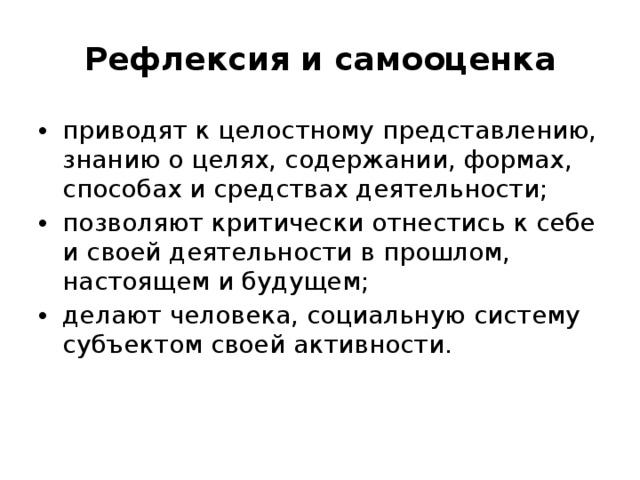 Рефлексия и самооценка
• приводят к целостному представлению,
знанию о целях, содержании, формах,
способах и средствах деятельности;
• позволяют критически отнестись к себе
и своей деятельности в прошлом,
настоящем и будущем;
• делают человека, социальную систему
субъектом своей активности.